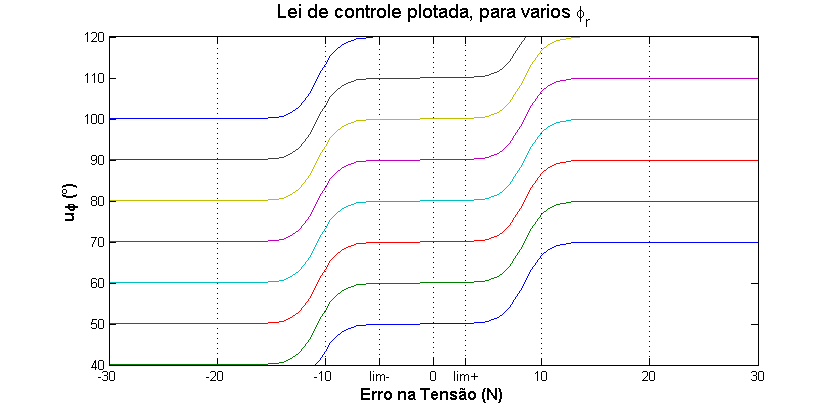 Lei de controle plotada, para varios ϕr
120
110
100
90
80
70
60
50
40
uϕ (°)
-30 -20 -10 lim- 0 lim+ 10 20 30
Erro na Tensão (N)